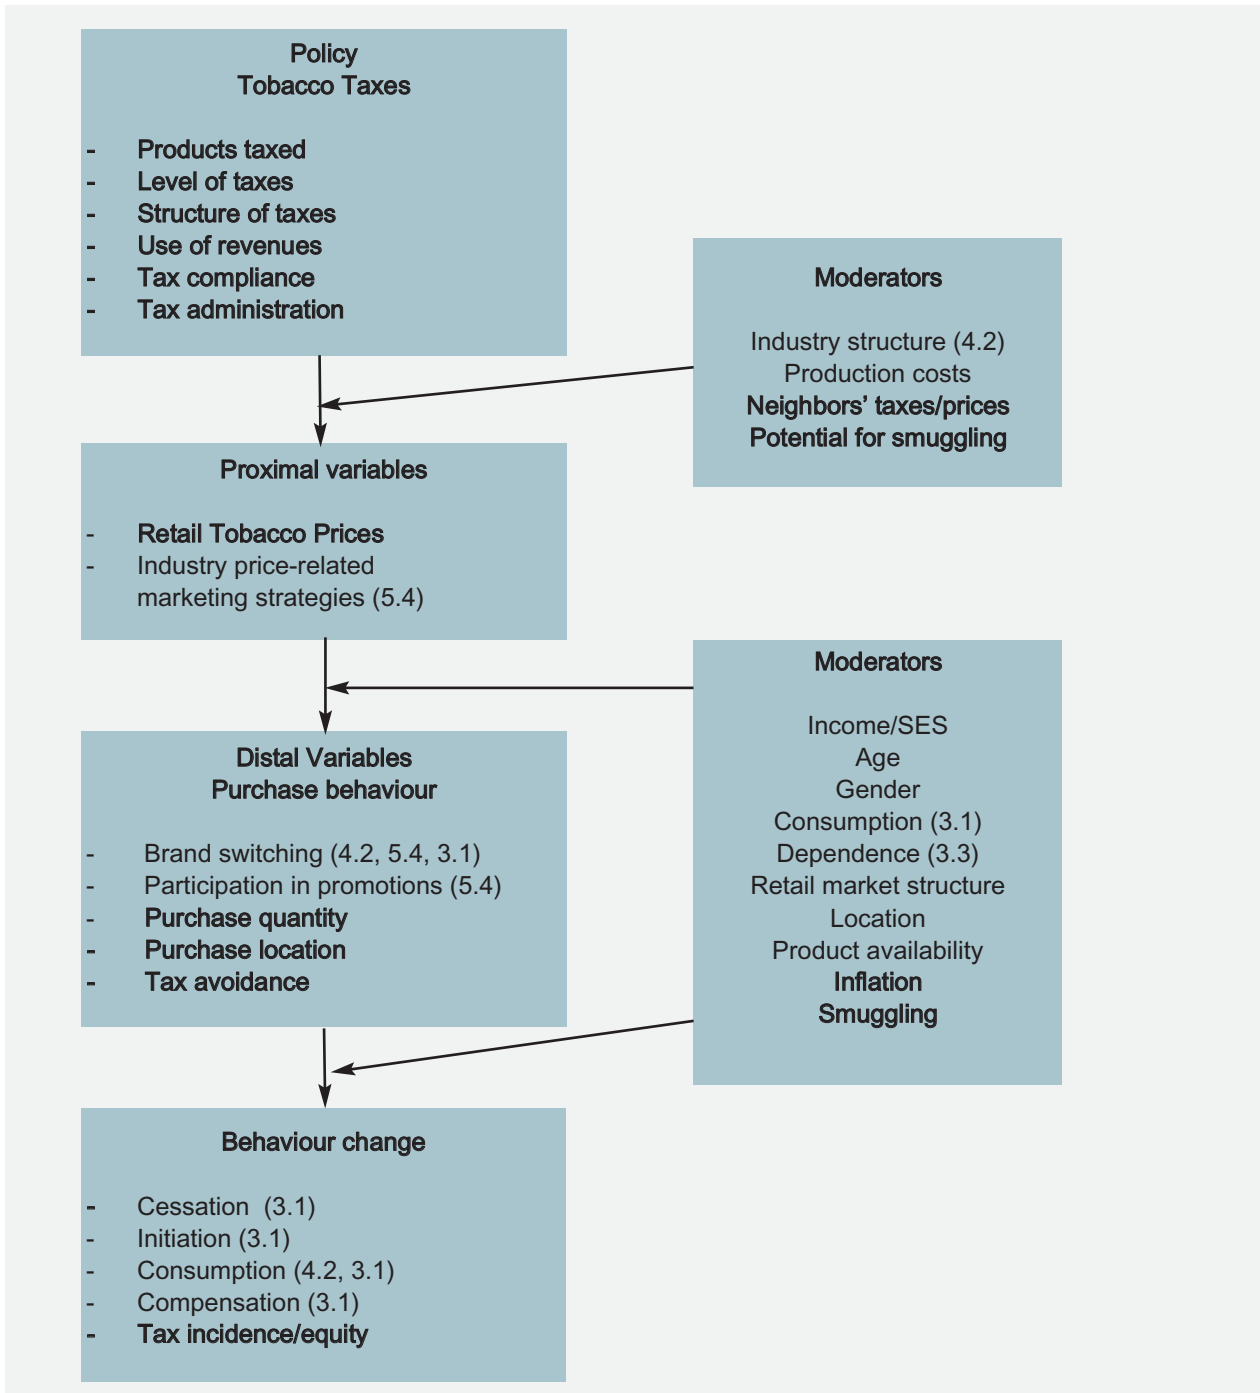 Policy
Tobacco Taxes
- Products taxed
- Level of taxes
- Structure of taxes
- Use of revenues
- Tax compliance
- Tax administration
Moderators
Industry structure (4.2)
Production costs
Neighbors’ taxes/prices
Potential for smuggling
Proximal variables
- Retail Tobacco Prices
- Industry price-related
marketing strategies (5.4)
Moderators
Income/SES
Age
Gender
Consumption (3.1)
Dependence (3.3)
Retail market structure
Location
Product availability
Inflation
Smuggling
Distal Variables
Purchase behaviour
- Brand switching (4.2, 5.4, 3.1)
- Participation in promotions (5.4)
- Purchase quantity
- Purchase location
- Tax avoidance
Behaviour change
- Cessation (3.1)
- Initiation (3.1)
- Consumption (4.2, 3.1)
- Compensation (3.1)
- Tax incidence/equity